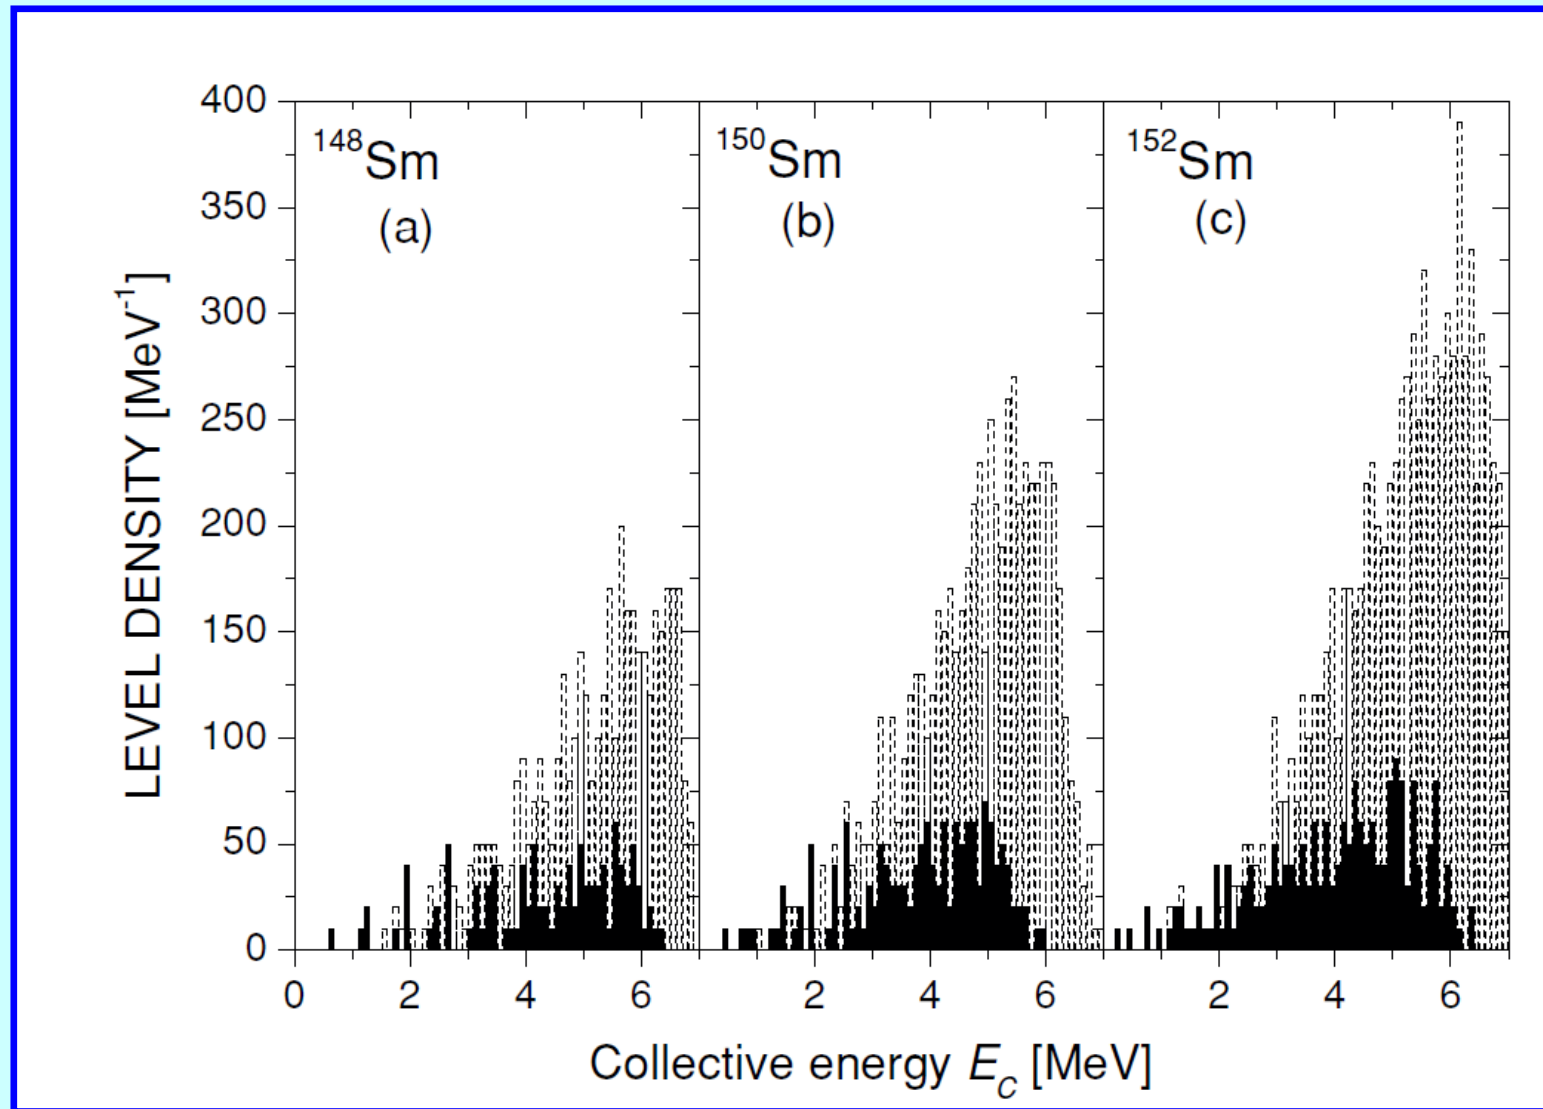 400
350
300
250
200
150
100
50
0
LEVEL DENSITY [MeV⁻¹]
¹⁴⁸Sm
(a)
¹⁵⁰Sm
(b)
¹⁵²Sm
(c)
0 2 4 6 2 4 6 2 4 6
Collective energy E_C [MeV]